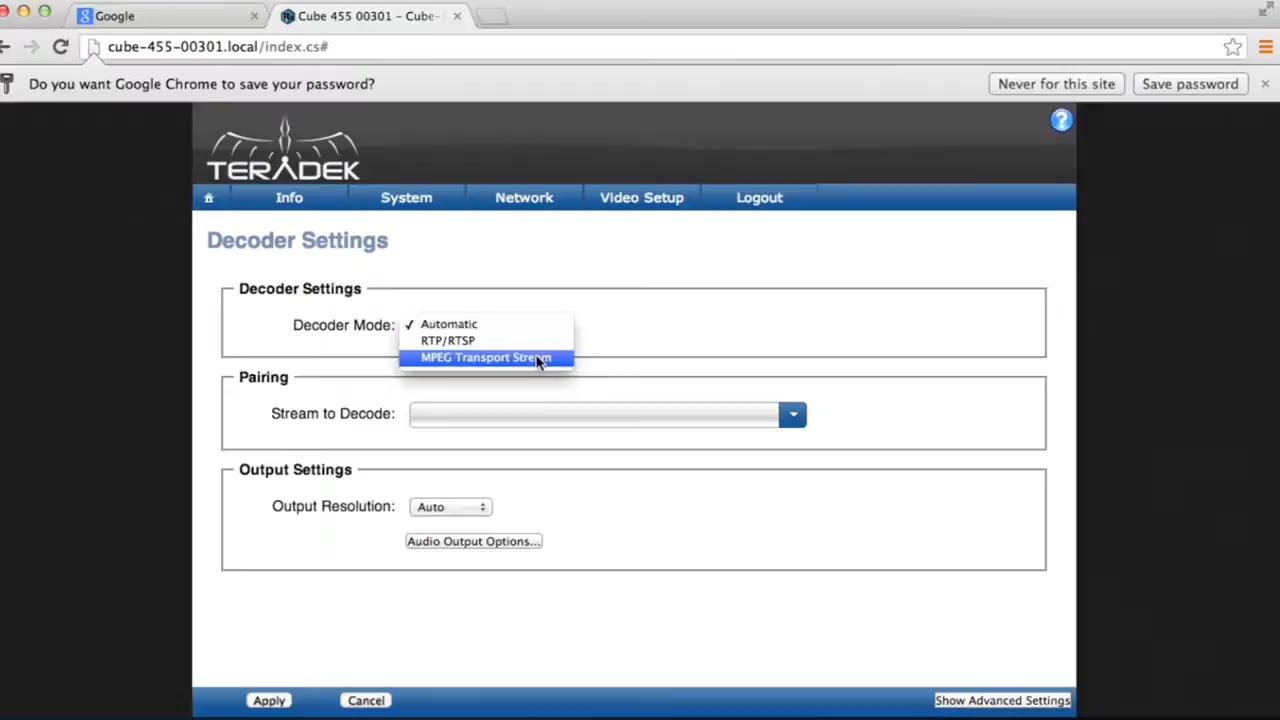 Google
Cube 455 00301 – Cube-
cube-455-00301.local/index.cs#
Do you want Google Chrome to save your password?
Never for this site
Save password
?
TERADEK
Info
System
Network
Video Setup
Logout
Decoder Settings
Decoder Settings
Decoder Mode:
✓ Automatic
RTP/RTSP
MPEG Transport Stream
Pairing
Stream to Decode:
Output Settings
Output Resolution:
Auto
Audio Output Options...
Apply
Cancel
Show Advanced Settings